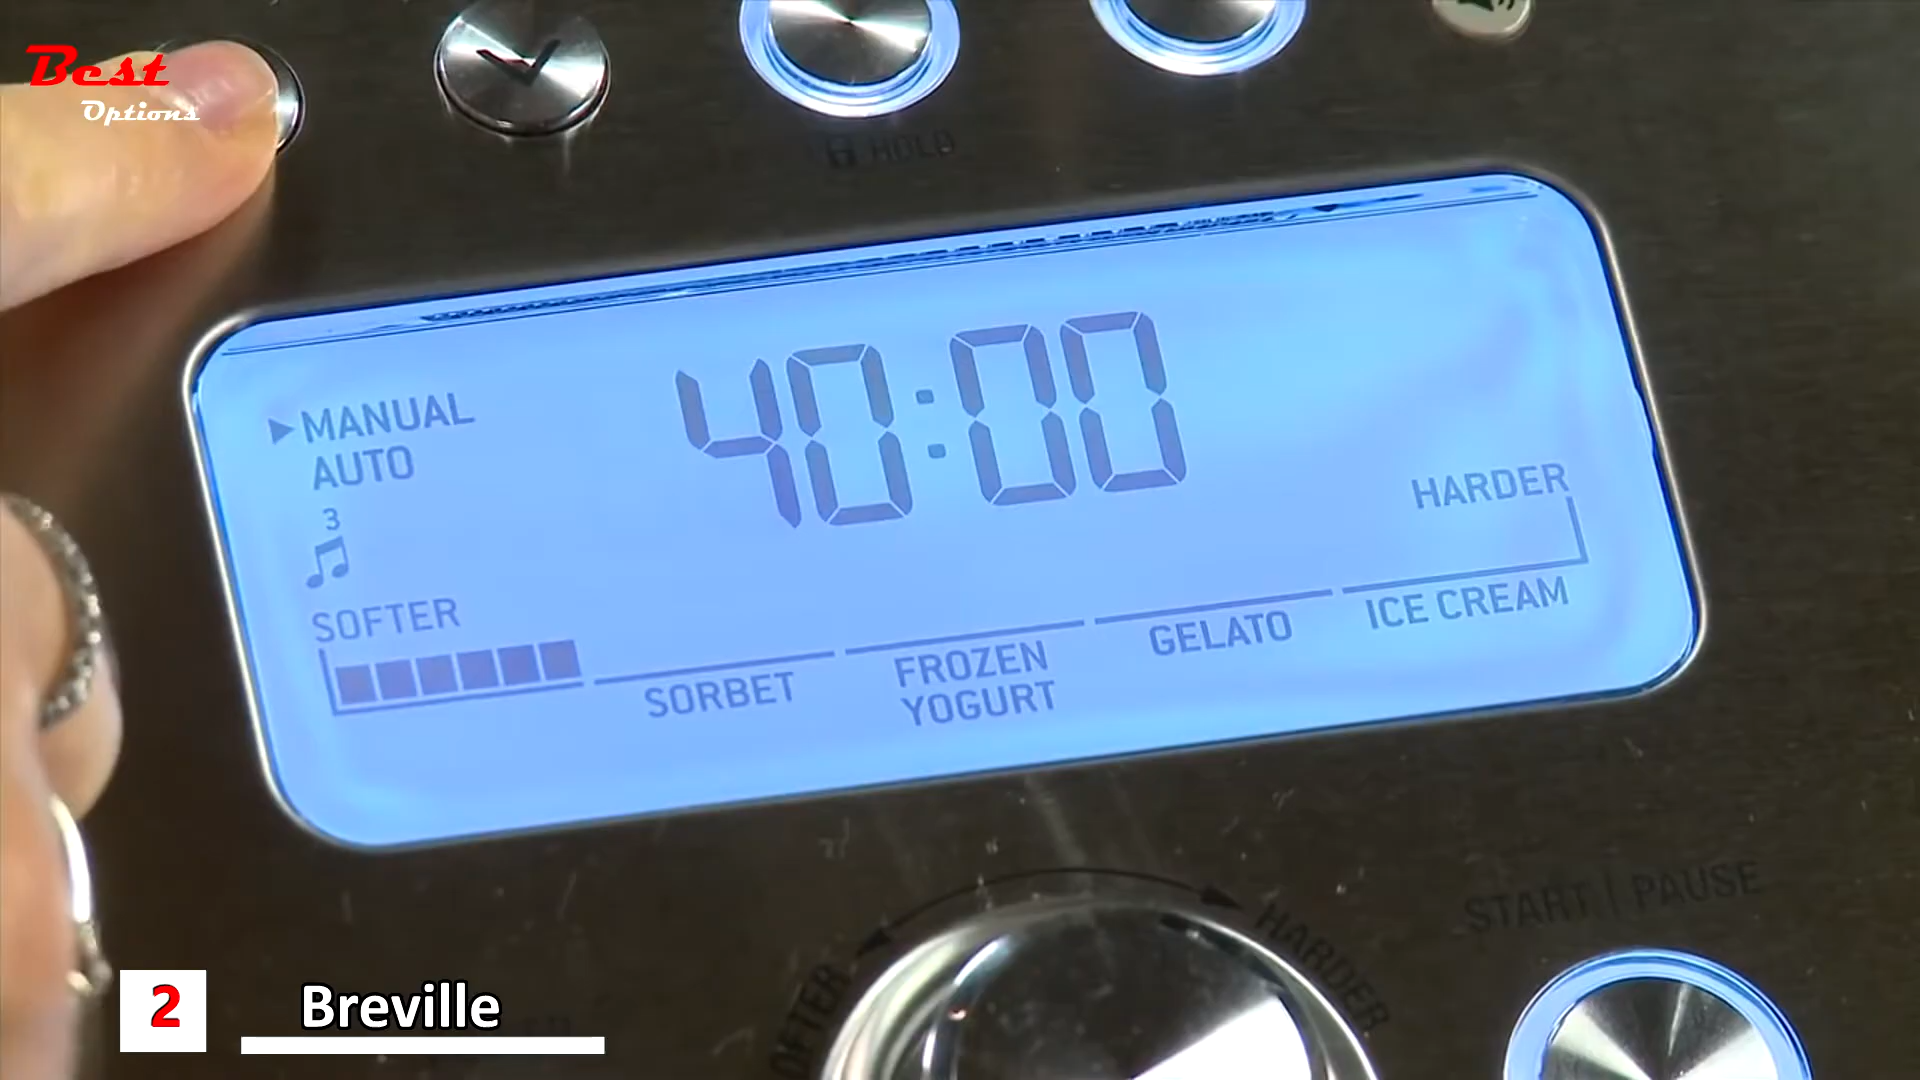 Best
Options
HOLD
MANUAL
AUTO
40:00
3
HARDER
SOFTER
SORBET
FROZEN
YOGURT
GELATO
ICE CREAM
START | PAUSE
HARDER
2
Breville